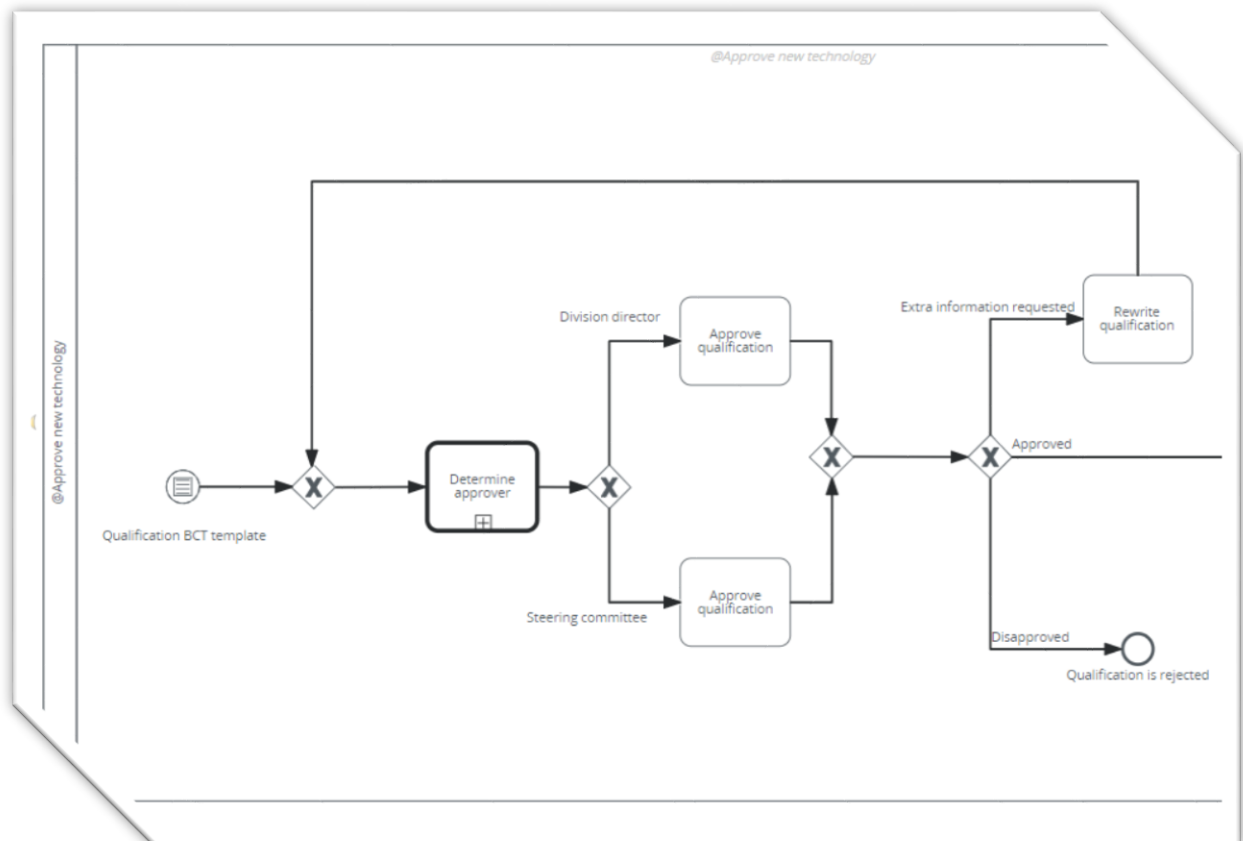 @Approve new technology
@Approve new technology
Qualification BCT template
Determine
approver
Division director
Approve
qualification
Steering committee
Approve
qualification
Extra information requested
Rewrite
qualification
Approved
Disapproved
Qualification is rejected